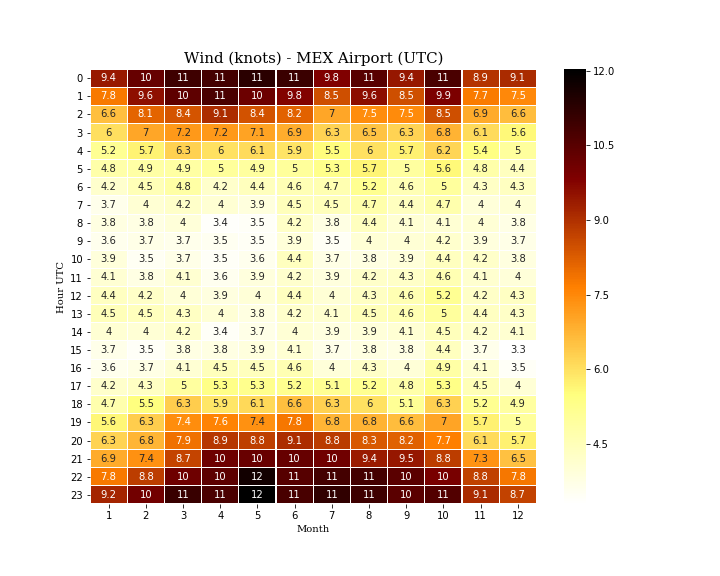 Wind (knots) - MEX Airport (UTC)
0 9.4 10 11 11 11 11 9.8 11 9.4 11 8.9 9.1
1 7.8 9.6 10 11 10 9.8 8.5 9.6 8.5 9.9 7.7 7.5
2 6.6 8.1 8.4 9.1 8.4 8.2 7 7.5 7.5 8.5 6.9 6.6
3 6 7 7.2 7.2 7.1 6.9 6.3 6.5 6.3 6.8 6.1 5.6
4 5.2 5.7 6.3 6 6.1 5.9 5.5 6 5.7 6.2 5.4 5
5 4.8 4.9 4.9 5 4.9 5 5.3 5.7 5 5.6 4.8 4.4
6 4.2 4.5 4.8 4.2 4.4 4.6 4.7 5.2 4.6 5 4.3 4.3
7 3.7 4 4.2 4 3.9 4.5 4.5 4.7 4.4 4.7 4 4
8 3.8 3.8 4 3.4 3.5 4.2 3.8 4.4 4.1 4.1 4 3.8
9 3.6 3.7 3.7 3.5 3.5 3.9 3.5 4 4 4.2 3.9 3.7
10 3.9 3.5 3.7 3.5 3.6 4.4 3.7 3.8 3.9 4.4 4.2 3.8
11 4.1 3.8 4.1 3.6 3.9 4.2 3.9 4.2 4.3 4.6 4.1 4
12 4.4 4.2 4 3.9 4 4.4 4 4.3 4.6 5.2 4.2 4.3
13 4.5 4.5 4.3 4 3.8 4.2 4.1 4.5 4.6 5 4.4 4.3
14 4 4 4.2 3.4 3.7 4 3.9 3.9 4.1 4.5 4.2 4.1
15 3.7 3.5 3.8 3.8 3.9 4.1 3.7 3.8 3.8 4.4 3.7 3.3
16 3.6 3.7 4.1 4.5 4.5 4.6 4 4.3 4 4.9 4.1 3.5
17 4.2 4.3 5 5.3 5.3 5.2 5.1 5.2 4.8 5.3 4.5 4
18 4.7 5.5 6.3 5.9 6.1 6.6 6.3 6 5.1 6.3 5.2 4.9
19 5.6 6.3 7.4 7.6 7.4 7.8 6.8 6.8 6.6 7 5.7 5
20 6.3 6.8 7.9 8.9 8.8 9.1 8.8 8.3 8.2 7.7 6.1 5.7
21 6.9 7.4 8.7 10 10 10 10 9.4 9.5 8.8 7.3 6.5
22 7.8 8.8 10 10 12 11 11 11 10 10 8.8 7.8
23 9.2 10 11 11 12 11 11 11 10 11 9.1 8.7
1 2 3 4 5 6 7 8 9 10 11 12
Month
Hour UTC
12.0
10.5
9.0
7.5
6.0
4.5